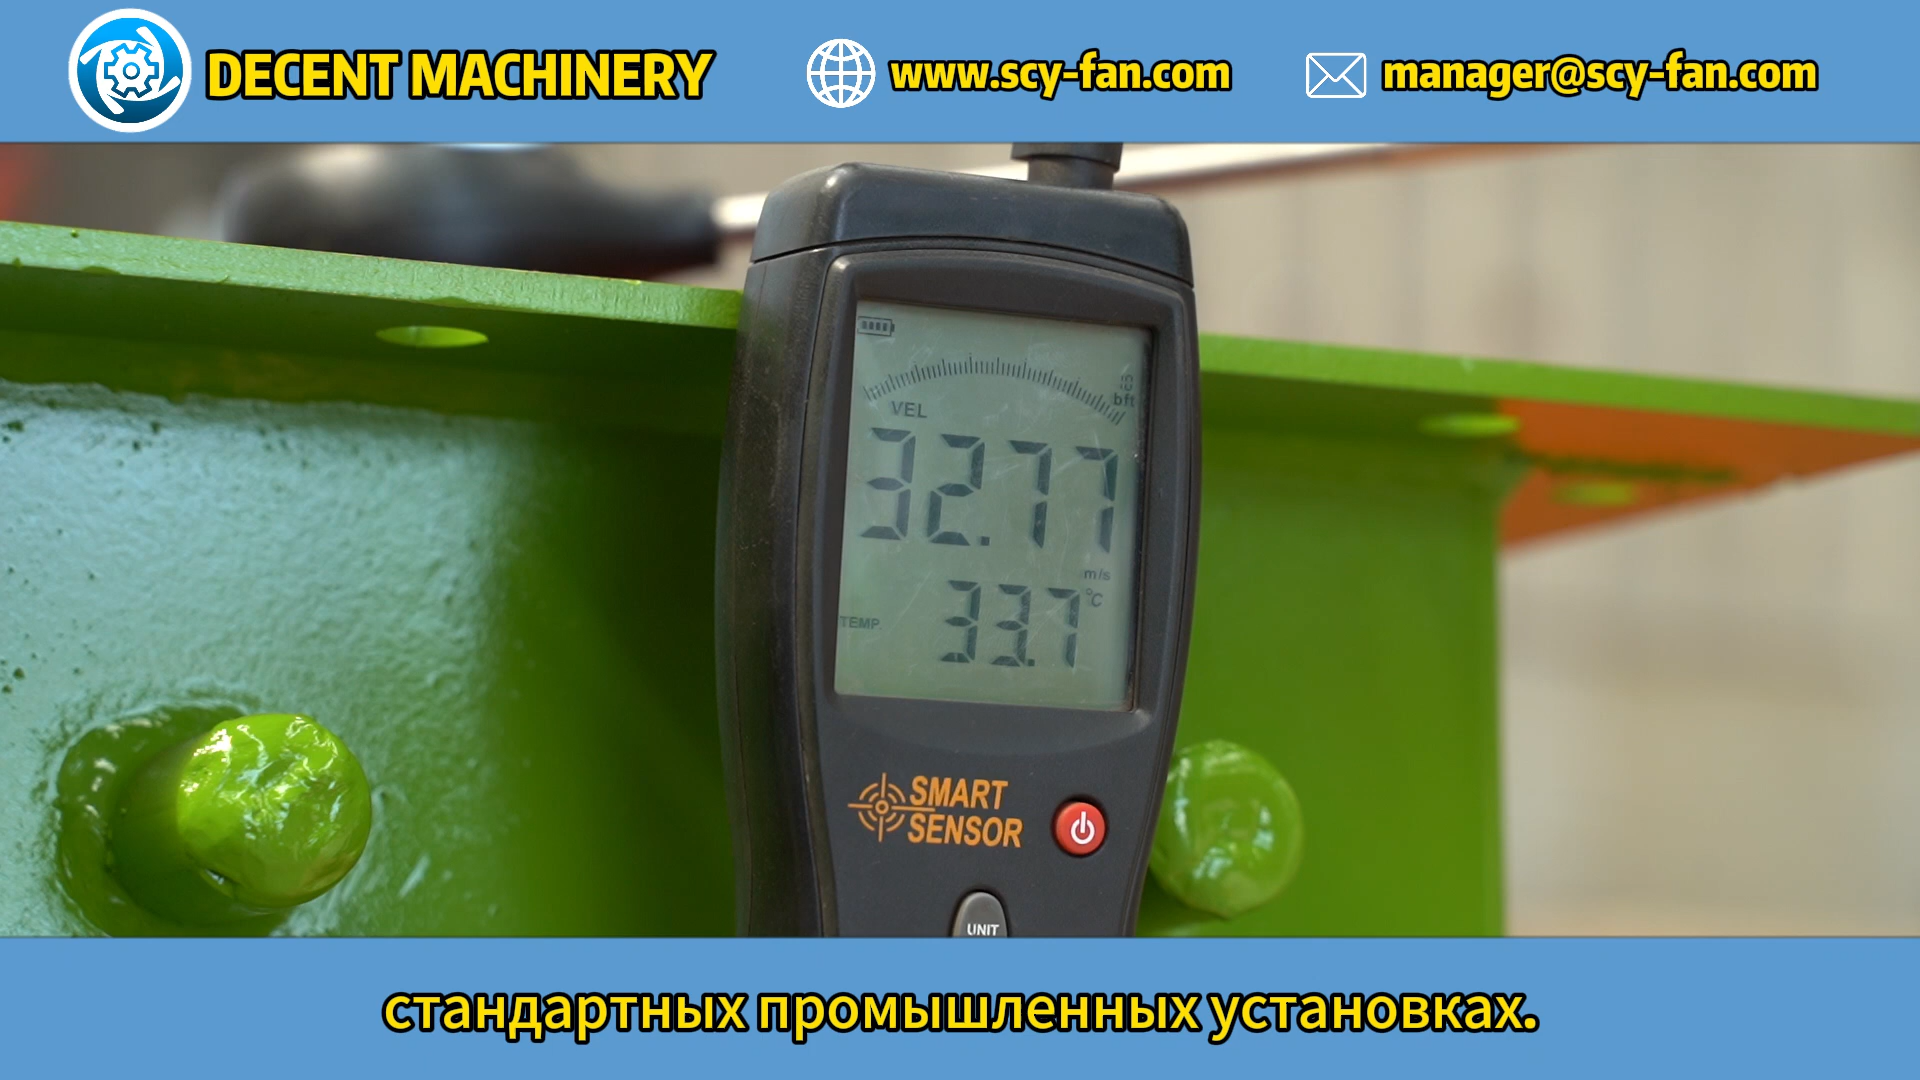 DECENT MACHINERY
www.scy-fan.com
manager@scy-fan.com
bft
VEL
32.77
m/s
°C
TEMP
33.7
SMART
SENSOR
UNIT
стандартных промышленных установках.